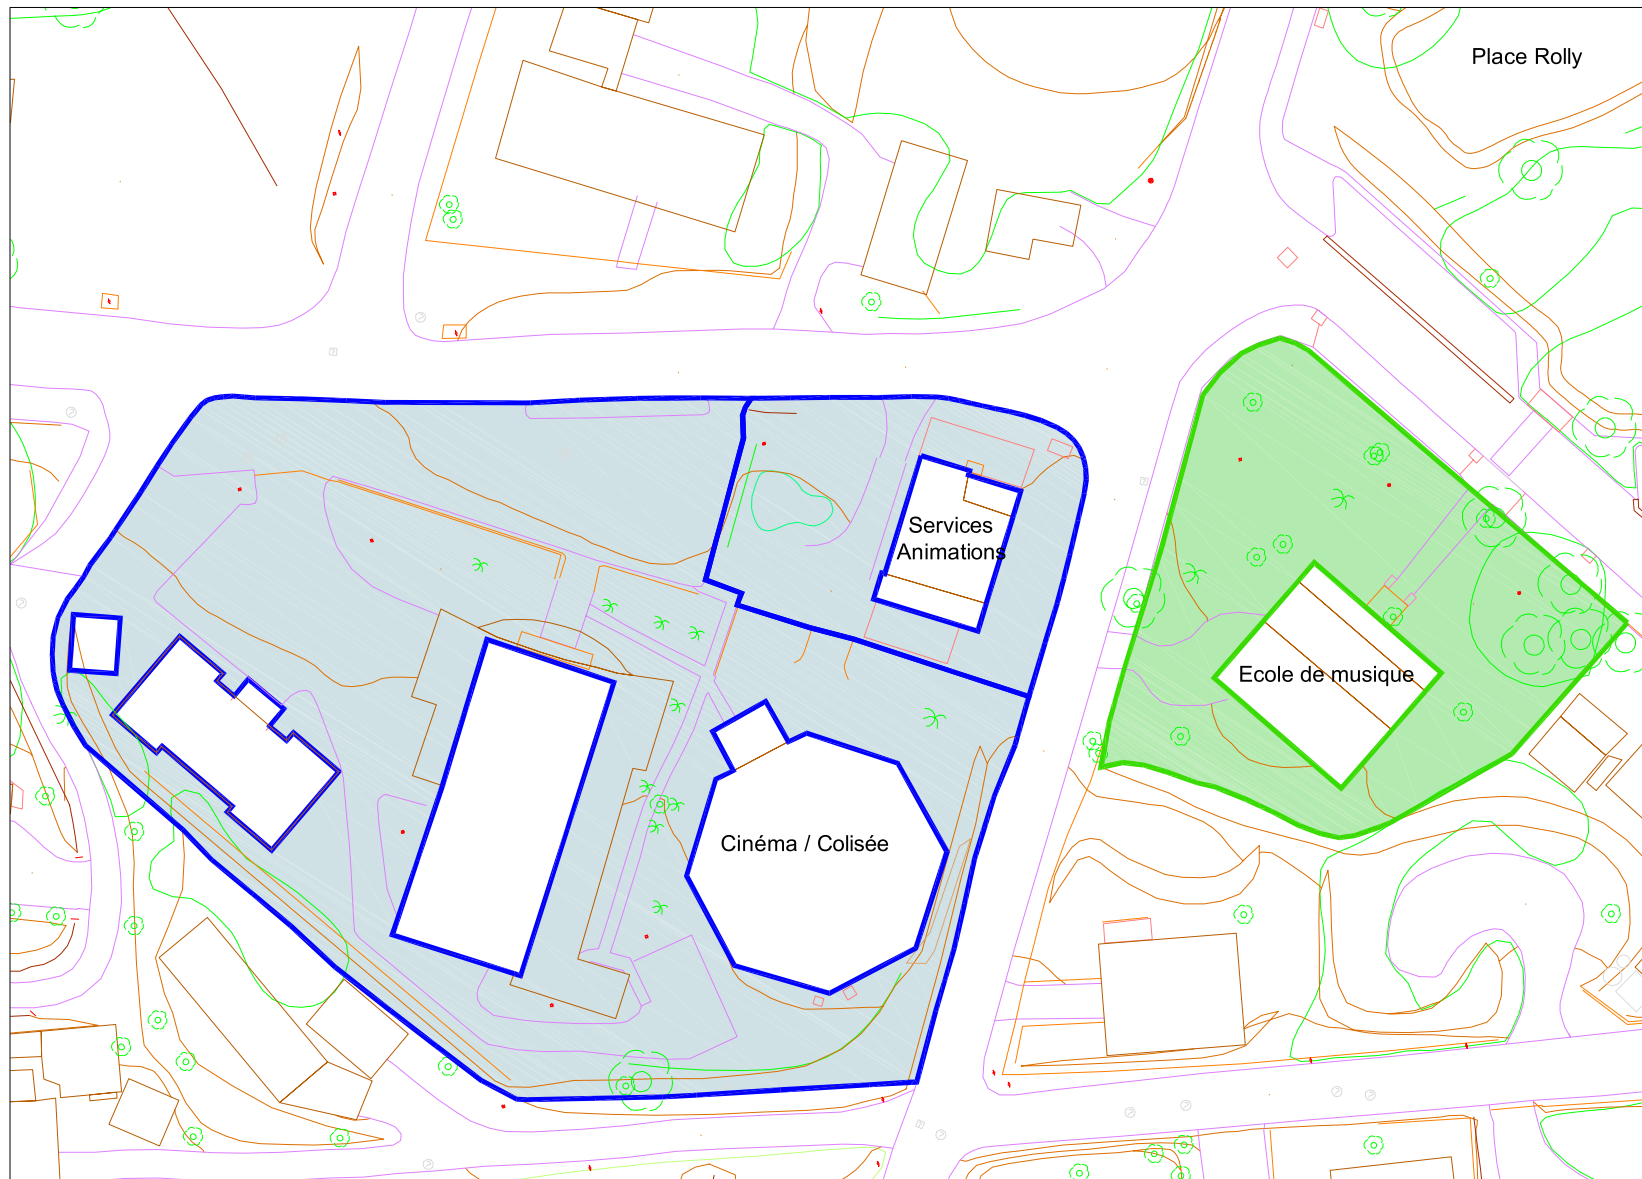 Place Rolly
Services
Animations
Ecole de musique
Cinéma / Colisée